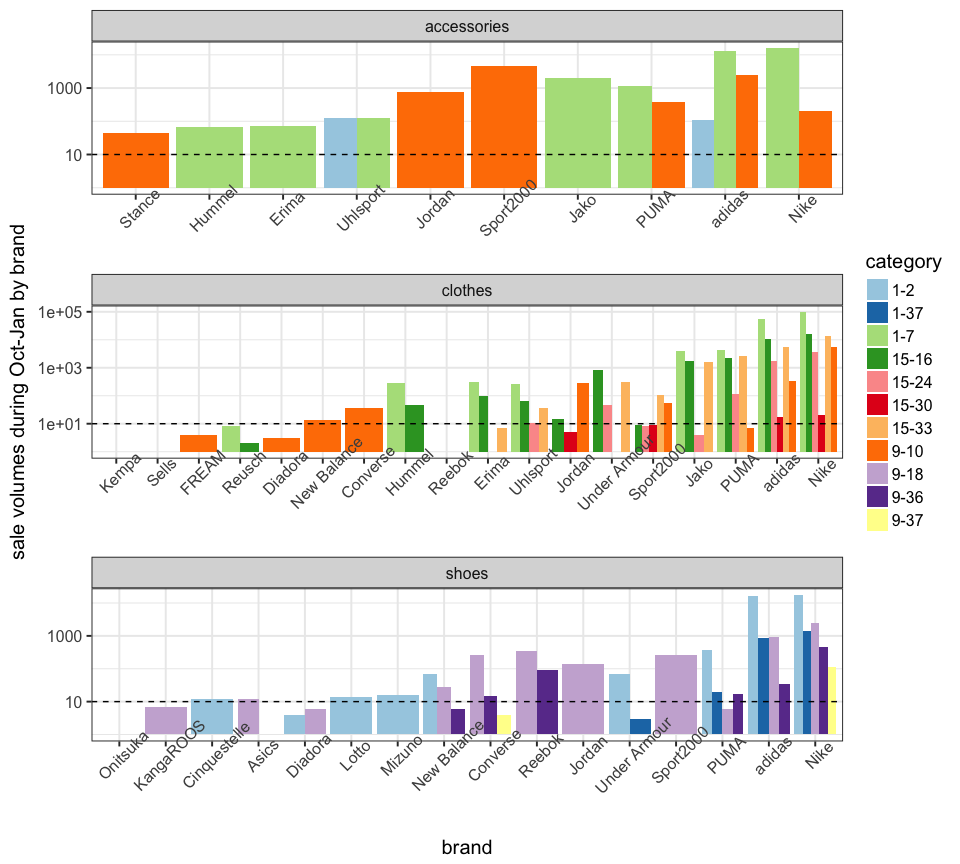 accessories
1000
10
Stance
Hummel
Erima
Uhlsport
Jordan
Sport2000
Jako
PUMA
adidas
Nike
sale volumes during Oct-Jan by brand
clothes
1e+05
1e+03
1e+01
Kempa
Sells
FREAM
Reusch
Diadora
New Balance
Converse
Hummel
Reebok
Erima
Uhlsport
Jordan
Under Armour
Sport2000
Jako
PUMA
adidas
Nike
category
1-2
1-37
1-7
15-16
15-24
15-30
15-33
9-10
9-18
9-36
9-37
shoes
1000
10
Onitsuka
KangaROOS
Cinquestelle
Asics
Diadora
Lotto
Mizuno
New Balance
Converse
Reebok
Jordan
Under Armour
Sport2000
PUMA
adidas
Nike
brand